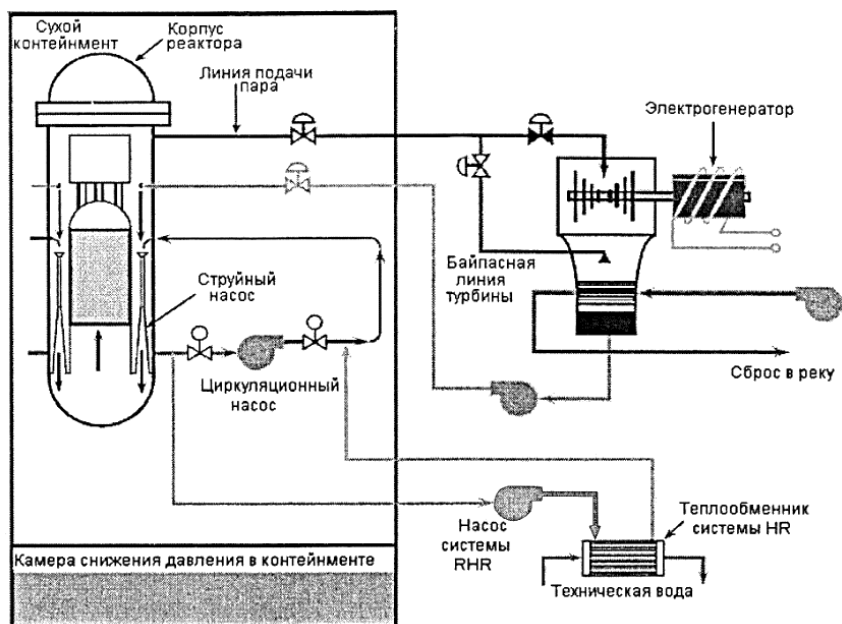 Сухой
контейнмент
Корпус
реактора
Линия подачи
пара
Электрогенератор
Байпасная
линия
турбины
Струйный
насос
Циркуляционный
насос
Сброс в реку
Насос
системы
RHR
Теплообменник
системы HR
Техническая вода
Камера снижения давления в контейнменте